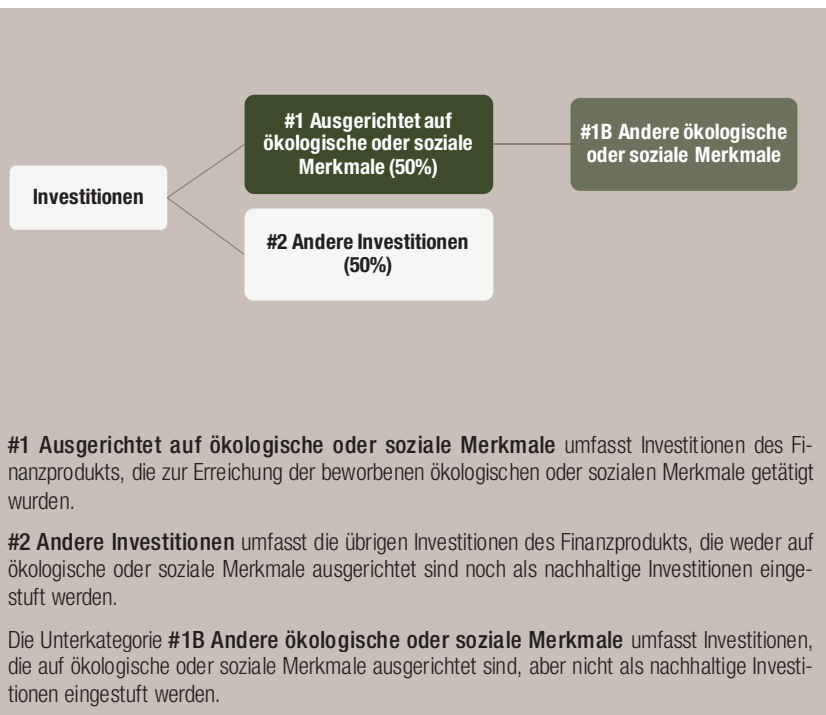 #1 Ausgerichtet auf
ökologische oder soziale
Merkmale (50%)
#1B Andere ökologische
oder soziale Merkmale
Investitionen
#2 Andere Investitionen
(50%)
#1 Ausgerichtet auf ökologische oder soziale Merkmale umfasst Investitionen des Fi-
nanzprodukts, die zur Erreichung der beworbenen ökologischen oder sozialen Merkmale getätigt
wurden.
#2 Andere Investitionen umfasst die übrigen Investitionen des Finanzprodukts, die weder auf
ökologische oder soziale Merkmale ausgerichtet sind noch als nachhaltige Investitionen einge-
stuft werden.
Die Unterkategorie #1B Andere ökologische oder soziale Merkmale umfasst Investitionen,
die auf ökologische oder soziale Merkmale ausgerichtet sind, aber nicht als nachhaltige Investi-
tionen eingestuft werden.